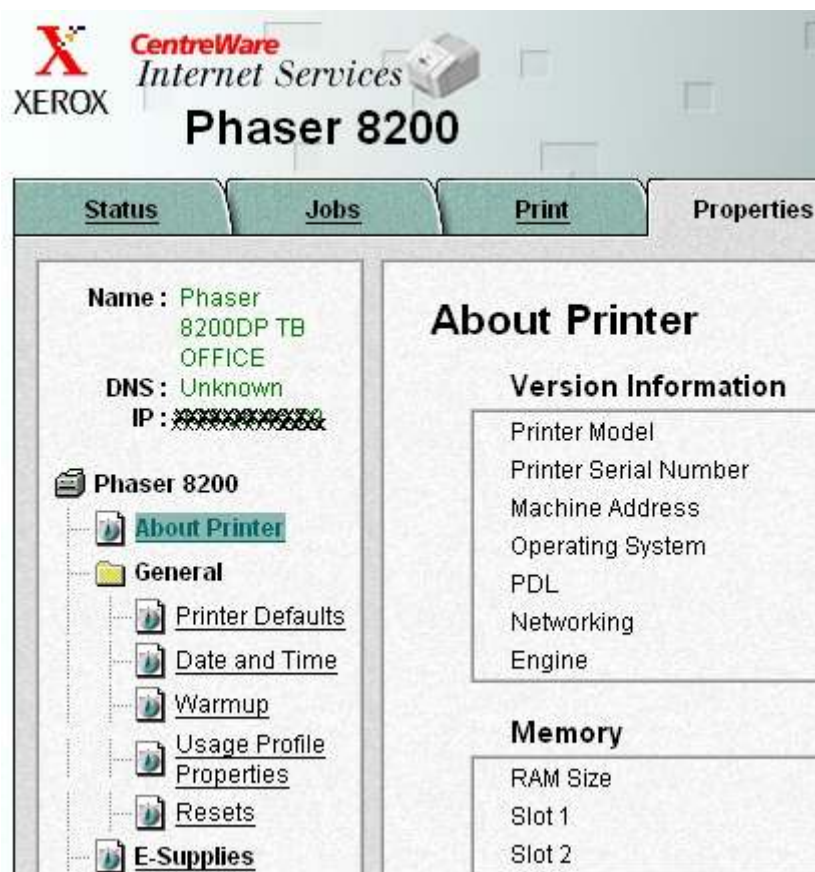 XEROX
CentreWare
Internet Services
Phaser 8200
Status
Jobs
Print
Properties
Name : Phaser
8200DP TB
OFFICE
DNS : Unknown
IP :
Phaser 8200
About Printer
General
Printer Defaults
Date and Time
Warmup
Usage Profile
Properties
Resets
E-Supplies
About Printer
Version Information
Printer Model
Printer Serial Number
Machine Address
Operating System
PDL
Networking
Engine
Memory
RAM Size
Slot 1
Slot 2